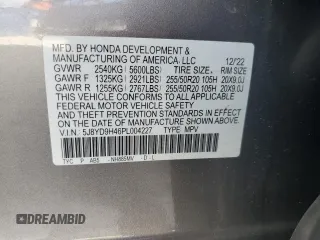 MFD. BY HONDA DEVELOPMENT &
MANUFACTURING OF AMERICA, LLC 12/22
GVWR 2540KG 5600LBS TIRE SIZE RIM SIZE
GAWR F 1325KG 2921LBS 255/50R20 105H 20X9.0J
GAWR R 1255KG 2767LBS 255/50R20 105H 20X9.0J
THIS VEHICLE CONFORMS TO ALL APPLICABLE
FEDERAL MOTOR VEHICLE SAFETY AND THEFT
PREVENTION STANDARDS IN EFFECT ON THE DATE
OF MANUFACTURE SHOWN ABOVE.
V.I.N. 5J8YD9H46PL004227 TYPE MPV
TYC P ABS NH885MV D - L
DREAMBID